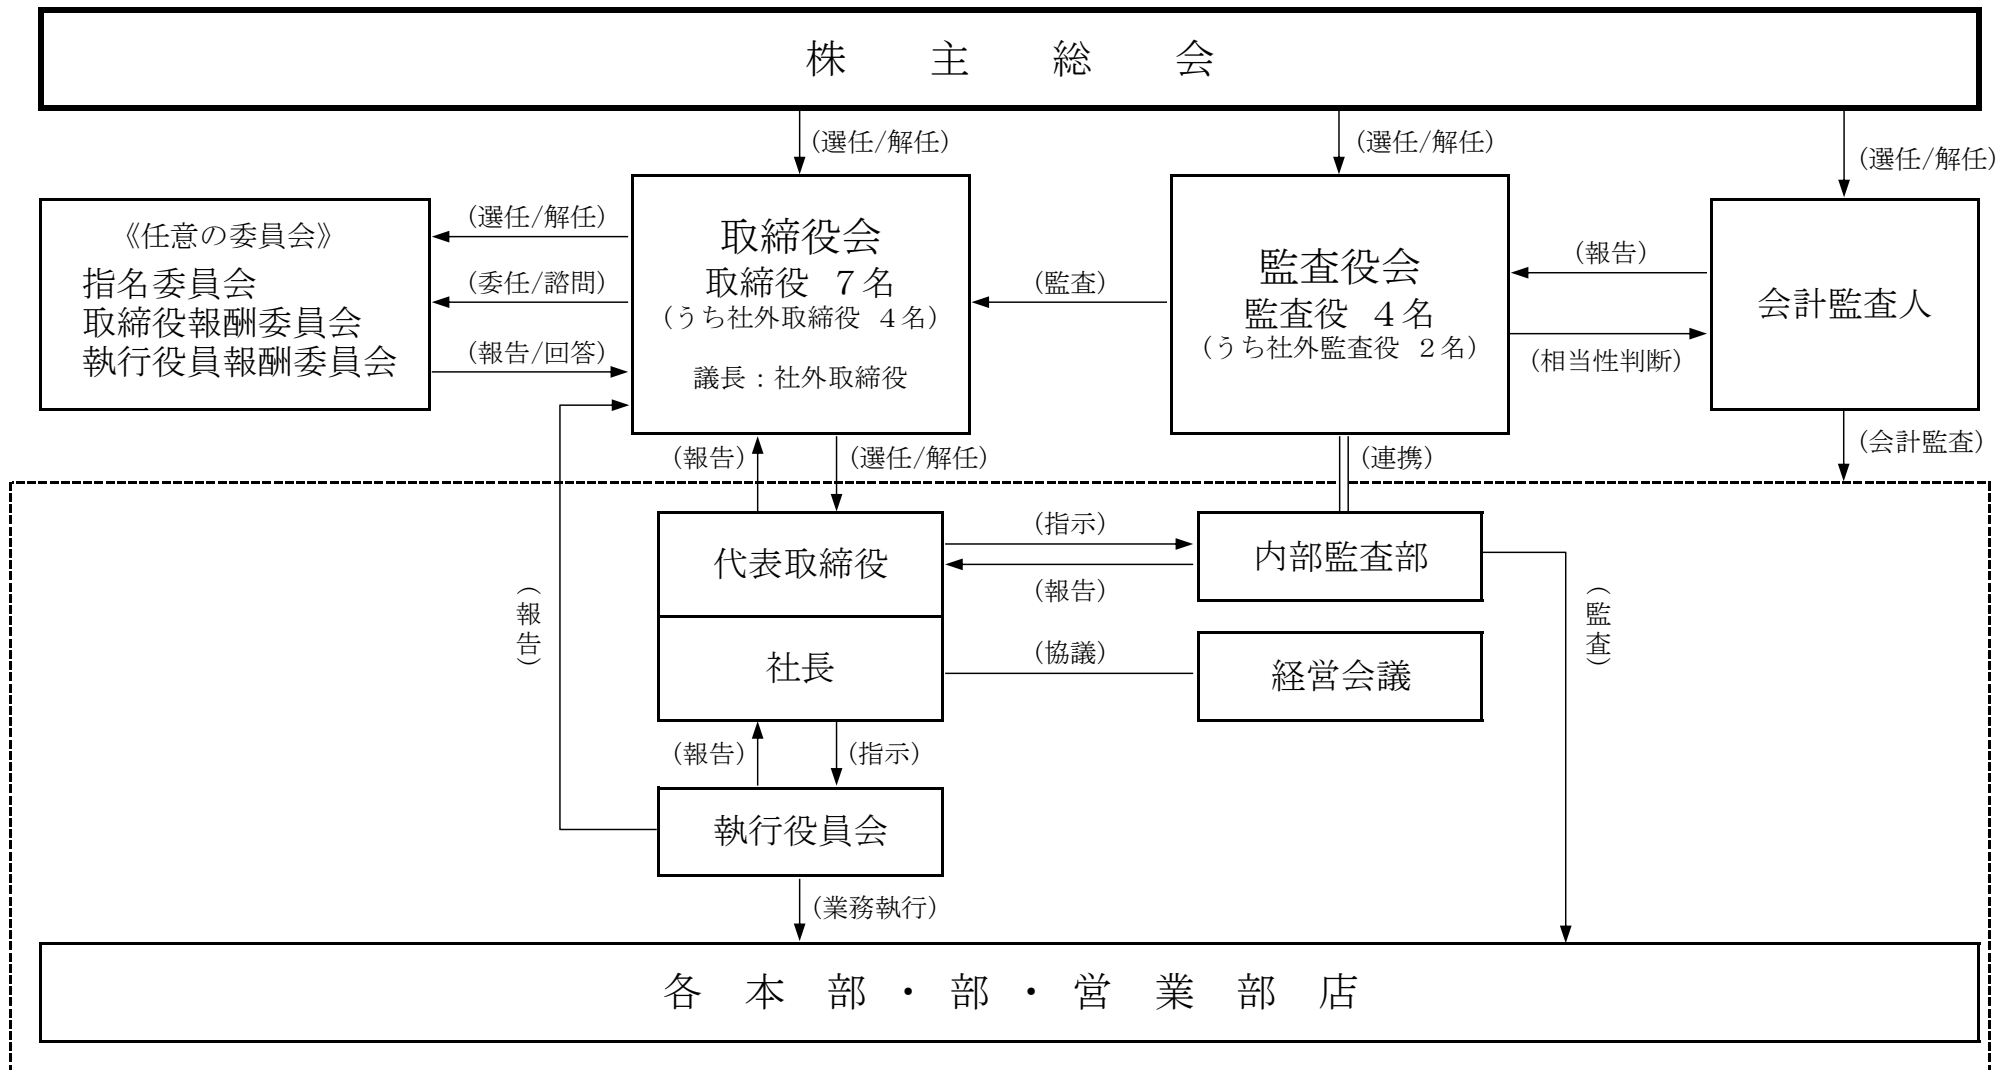 株主総会
(選任/解任)
(選任/解任)
(選任/解任)
《任意の委員会》
指名委員会
取締役報酬委員会
執行役員報酬委員会
(選任/解任)
(委任/諮問)
(報告/回答)
取締役会
取締役 7名
(うち社外取締役 4名)
議長：社外取締役
(監査)
監査役会
監査役 4名
(うち社外監査役 2名)
(報告)
(相当性判断)
会計監査人
(報告)
(選任/解任)
(連携)
(会計監査)
代表取締役
社長
(指示)
(報告)
(協議)
内部監査部
経営会議
(報告)
(監査)
(報告)
(指示)
執行役員会
(業務執行)
各本部・部・営業部店